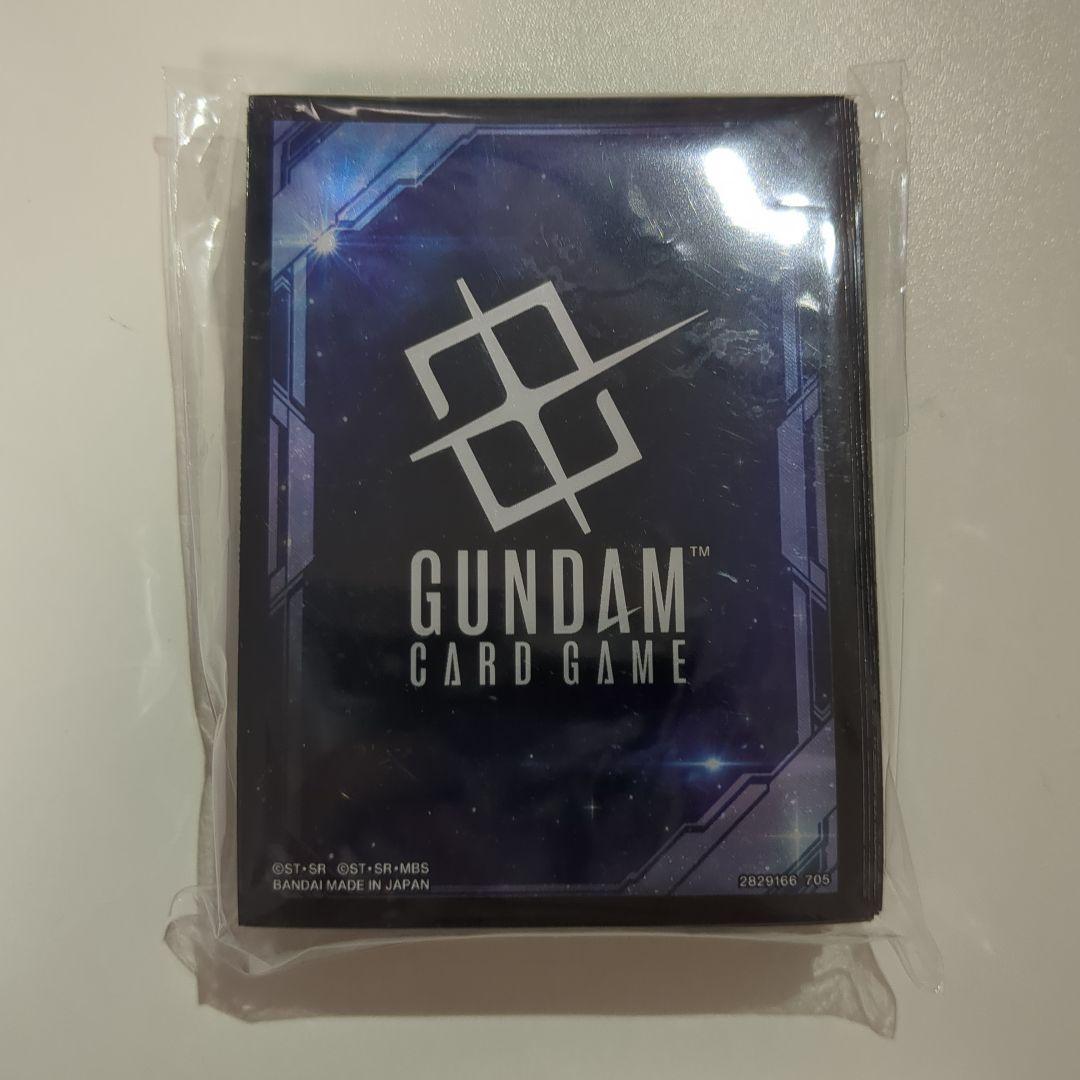 GUNDAM™
CARD GAME
©ST・SR ©ST・SR・MBS
BANDAI MADE IN JAPAN
2829166 705